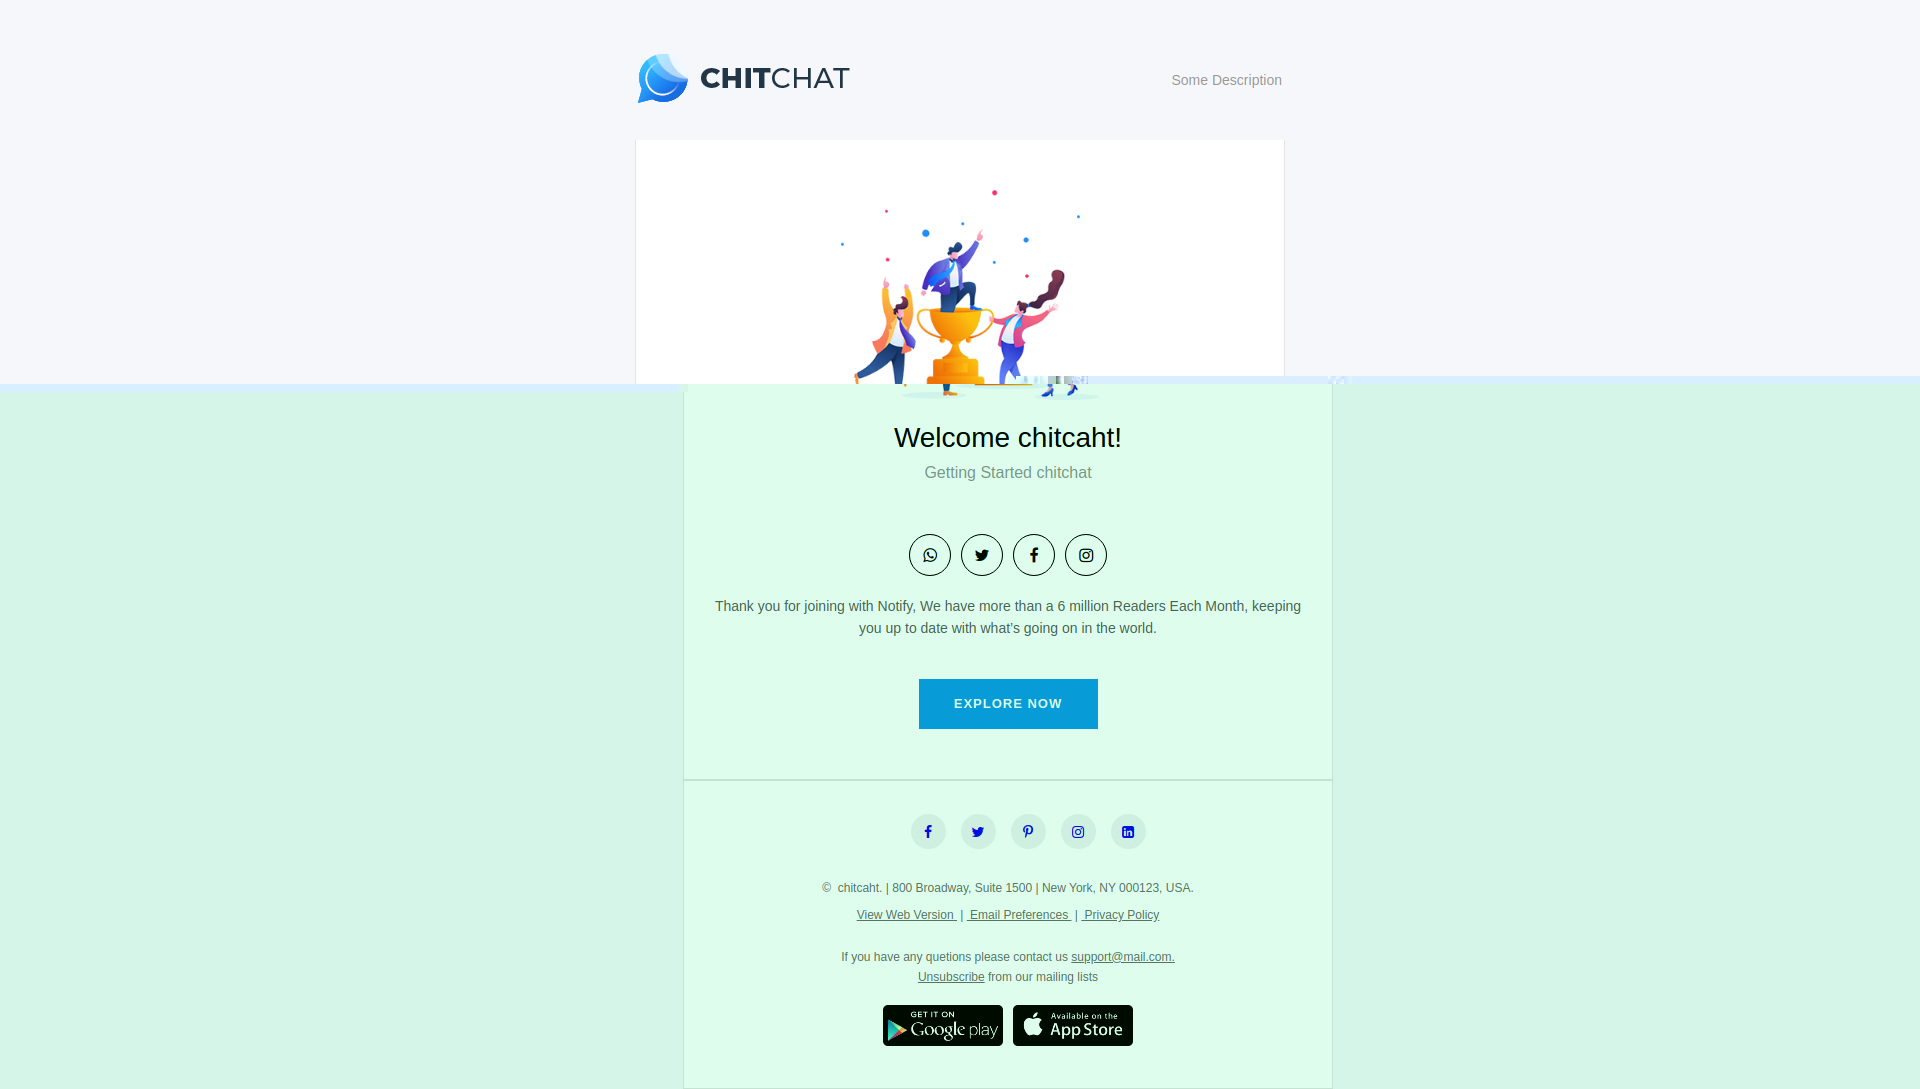 CHITCHAT
Some Description
Welcome chitcaht!
Getting Started chitchat
Thank you for joining with Notify, We have more than a 6 million Readers Each Month, keeping
you up to date with what's going on in the world.
EXPLORE NOW
© chitcaht. | 800 Broadway, Suite 1500 | New York, NY 000123, USA.
View Web Version | Email Preferences | Privacy Policy
If you have any quetions please contact us support@mail.com.
Unsubscribe from our mailing lists
GET IT ON
Google play
Available on the
App Store